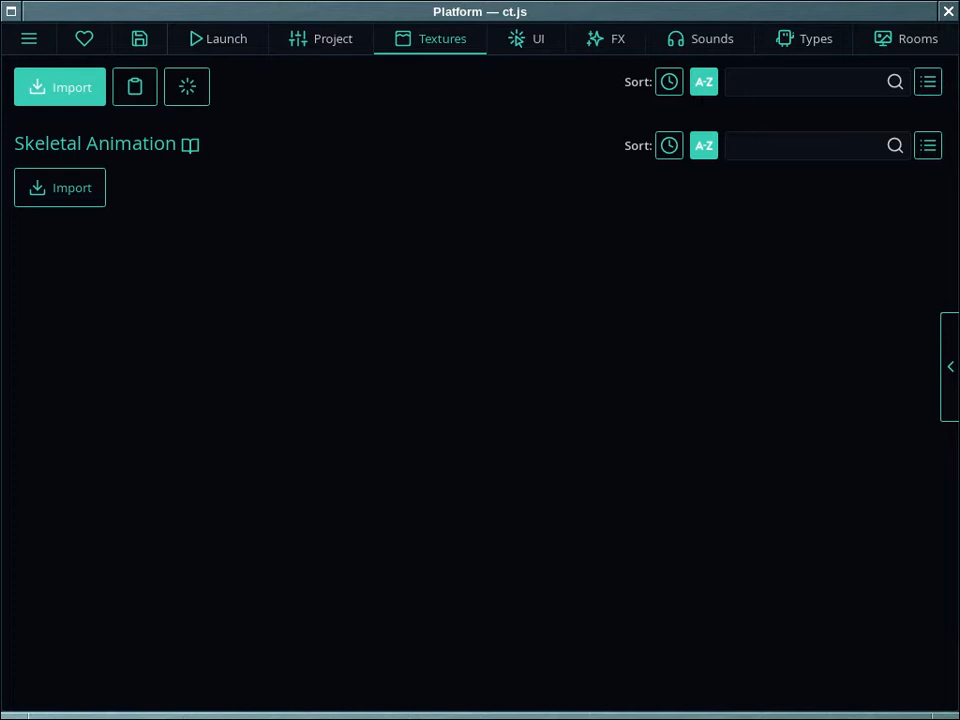 Platform — ct.js
Launch
Project
Textures
UI
FX
Sounds
Types
Rooms
Import
Sort:
A-Z
Skeletal Animation
Sort:
A-Z
Import